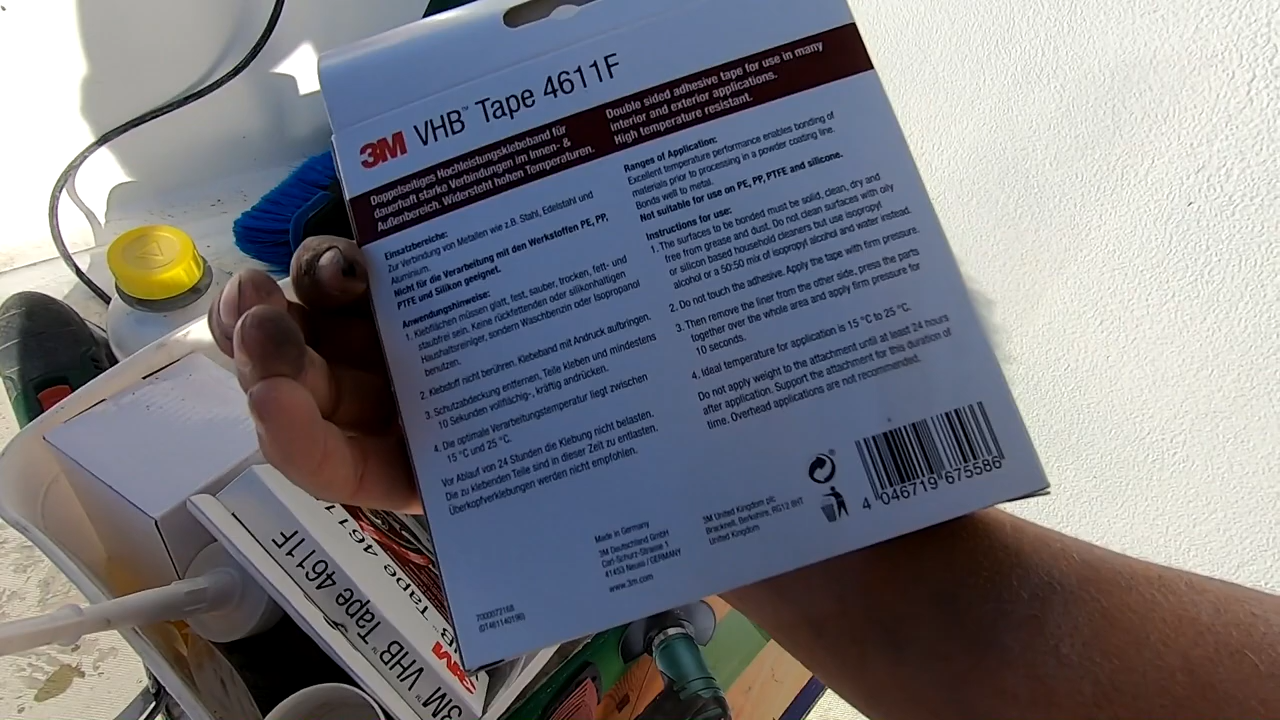 3M VHB™ Tape 4611F
Doppelseitiges Hochleistungsklebeband für
dauerhaft starke Verbindungen im Innen- &
Außenbereich. Widersteht hohen Temperaturen.
Double sided adhesive tape for use in many
interior and exterior applications.
High temperature resistant.
Einsatzbereiche:
Zur Verbindung von Metallen wie z.B. Stahl, Edelstahl und
Aluminium.
Nicht für die Verarbeitung mit den Werkstoffen PE, PP,
PTFE und Silikon geeignet.
Anwendungshinweise:
1. Klebflächen müssen glatt, fest, sauber, trocken, fett- und
staubfrei sein. Keine rückfettenden oder silikonhaltigen
Haushaltsreiniger, sondern Waschbenzin oder Isopropanol
benutzen.
2. Klebstoff nicht berühren. Klebeband mit Andruck aufbringen.
3. Schutzabdeckung entfernen, Teile kleben und mindestens
10 Sekunden vollflächig-, kräftig andrücken.
4. Die optimale Verarbeitungstemperatur liegt zwischen
15 °C und 25 °C.
Vor Ablauf von 24 Stunden die Klebung nicht belasten.
Die zu klebenden Teile sind in dieser Zeit zu entlasten.
Überkopfverklebungen werden nicht empfohlen.
Ranges of Application:
Excellent temperature performance enables bonding of
materials prior to processing in a powder coating line.
Bonds well to metal.
Not suitable for use on PE, PP, PTFE and silicone.
Instructions for use:
1. The surfaces to be bonded must be solid, clean, dry and
free from grease and dust. Do not clean surfaces with oily
or silicon based household cleaners but use isopropyl
alcohol or a 50:50 mix of isopropyl alcohol and water instead.
2. Do not touch the adhesive. Apply the tape with firm pressure.
3. Then remove the liner from the other side, press the parts
together over the whole area and apply firm pressure for
10 seconds.
4. Ideal temperature for application is 15 °C to 25 °C.
Do not apply weight to the attachment until at least 24 hours
after application. Support the attachment for this duration of
time. Overhead applications are not recommended.
Made in Germany
3M Deutschland GmbH
Carl-Schurz-Strasse 1
41453 Neuss / GERMANY
www.3m.com
3M United Kingdom plc
Bracknell, Berkshire, RG12 8HT
United Kingdom
4 046719 675586
7000072168
(GT461140196)
3M VHB™ Tape 4611F
3M VHB™ Tape 4611